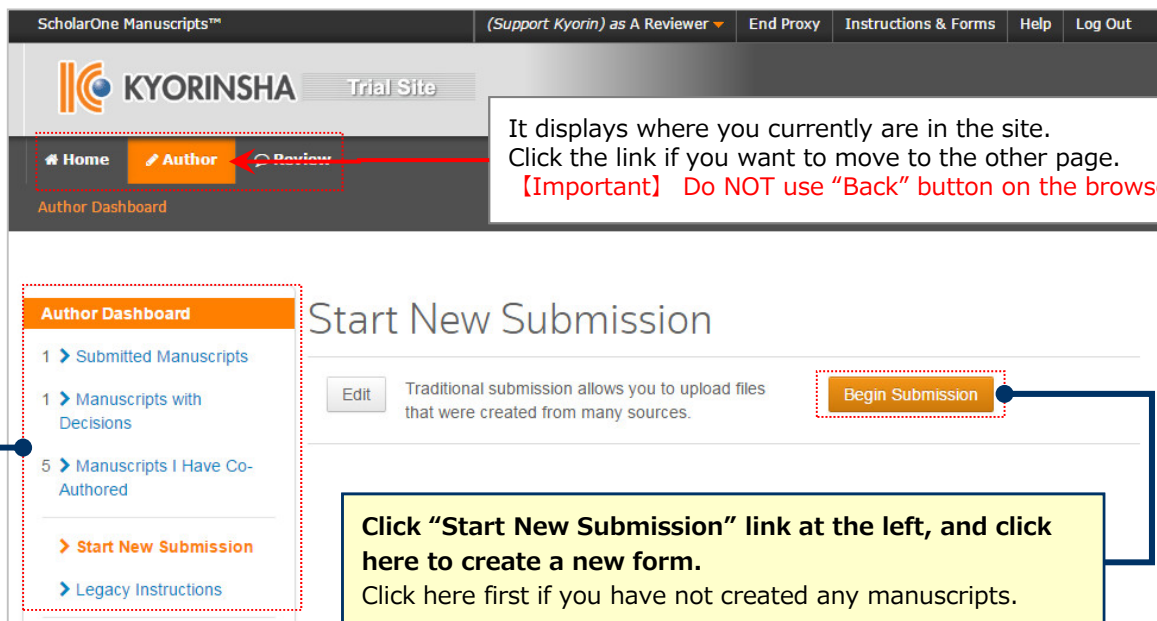 ScholarOne Manuscripts™ (Support Kyorin) as A Reviewer End Proxy Instructions & Forms Help Log Out
KYORINSHA Trial Site
It displays where you currently are in the site.
Click the link if you want to move to the other page.
【Important】 Do NOT use “Back” button on the brows
Home Author Review
Author Dashboard
Author Dashboard
1 Submitted Manuscripts
1 Manuscripts with
Decisions
5 Manuscripts I Have Co-
Authored
Start New Submission
Legacy Instructions
Start New Submission
Edit Traditional submission allows you to upload files
that were created from many sources.
Begin Submission
Click “Start New Submission” link at the left, and click
here to create a new form.
Click here first if you have not created any manuscripts.